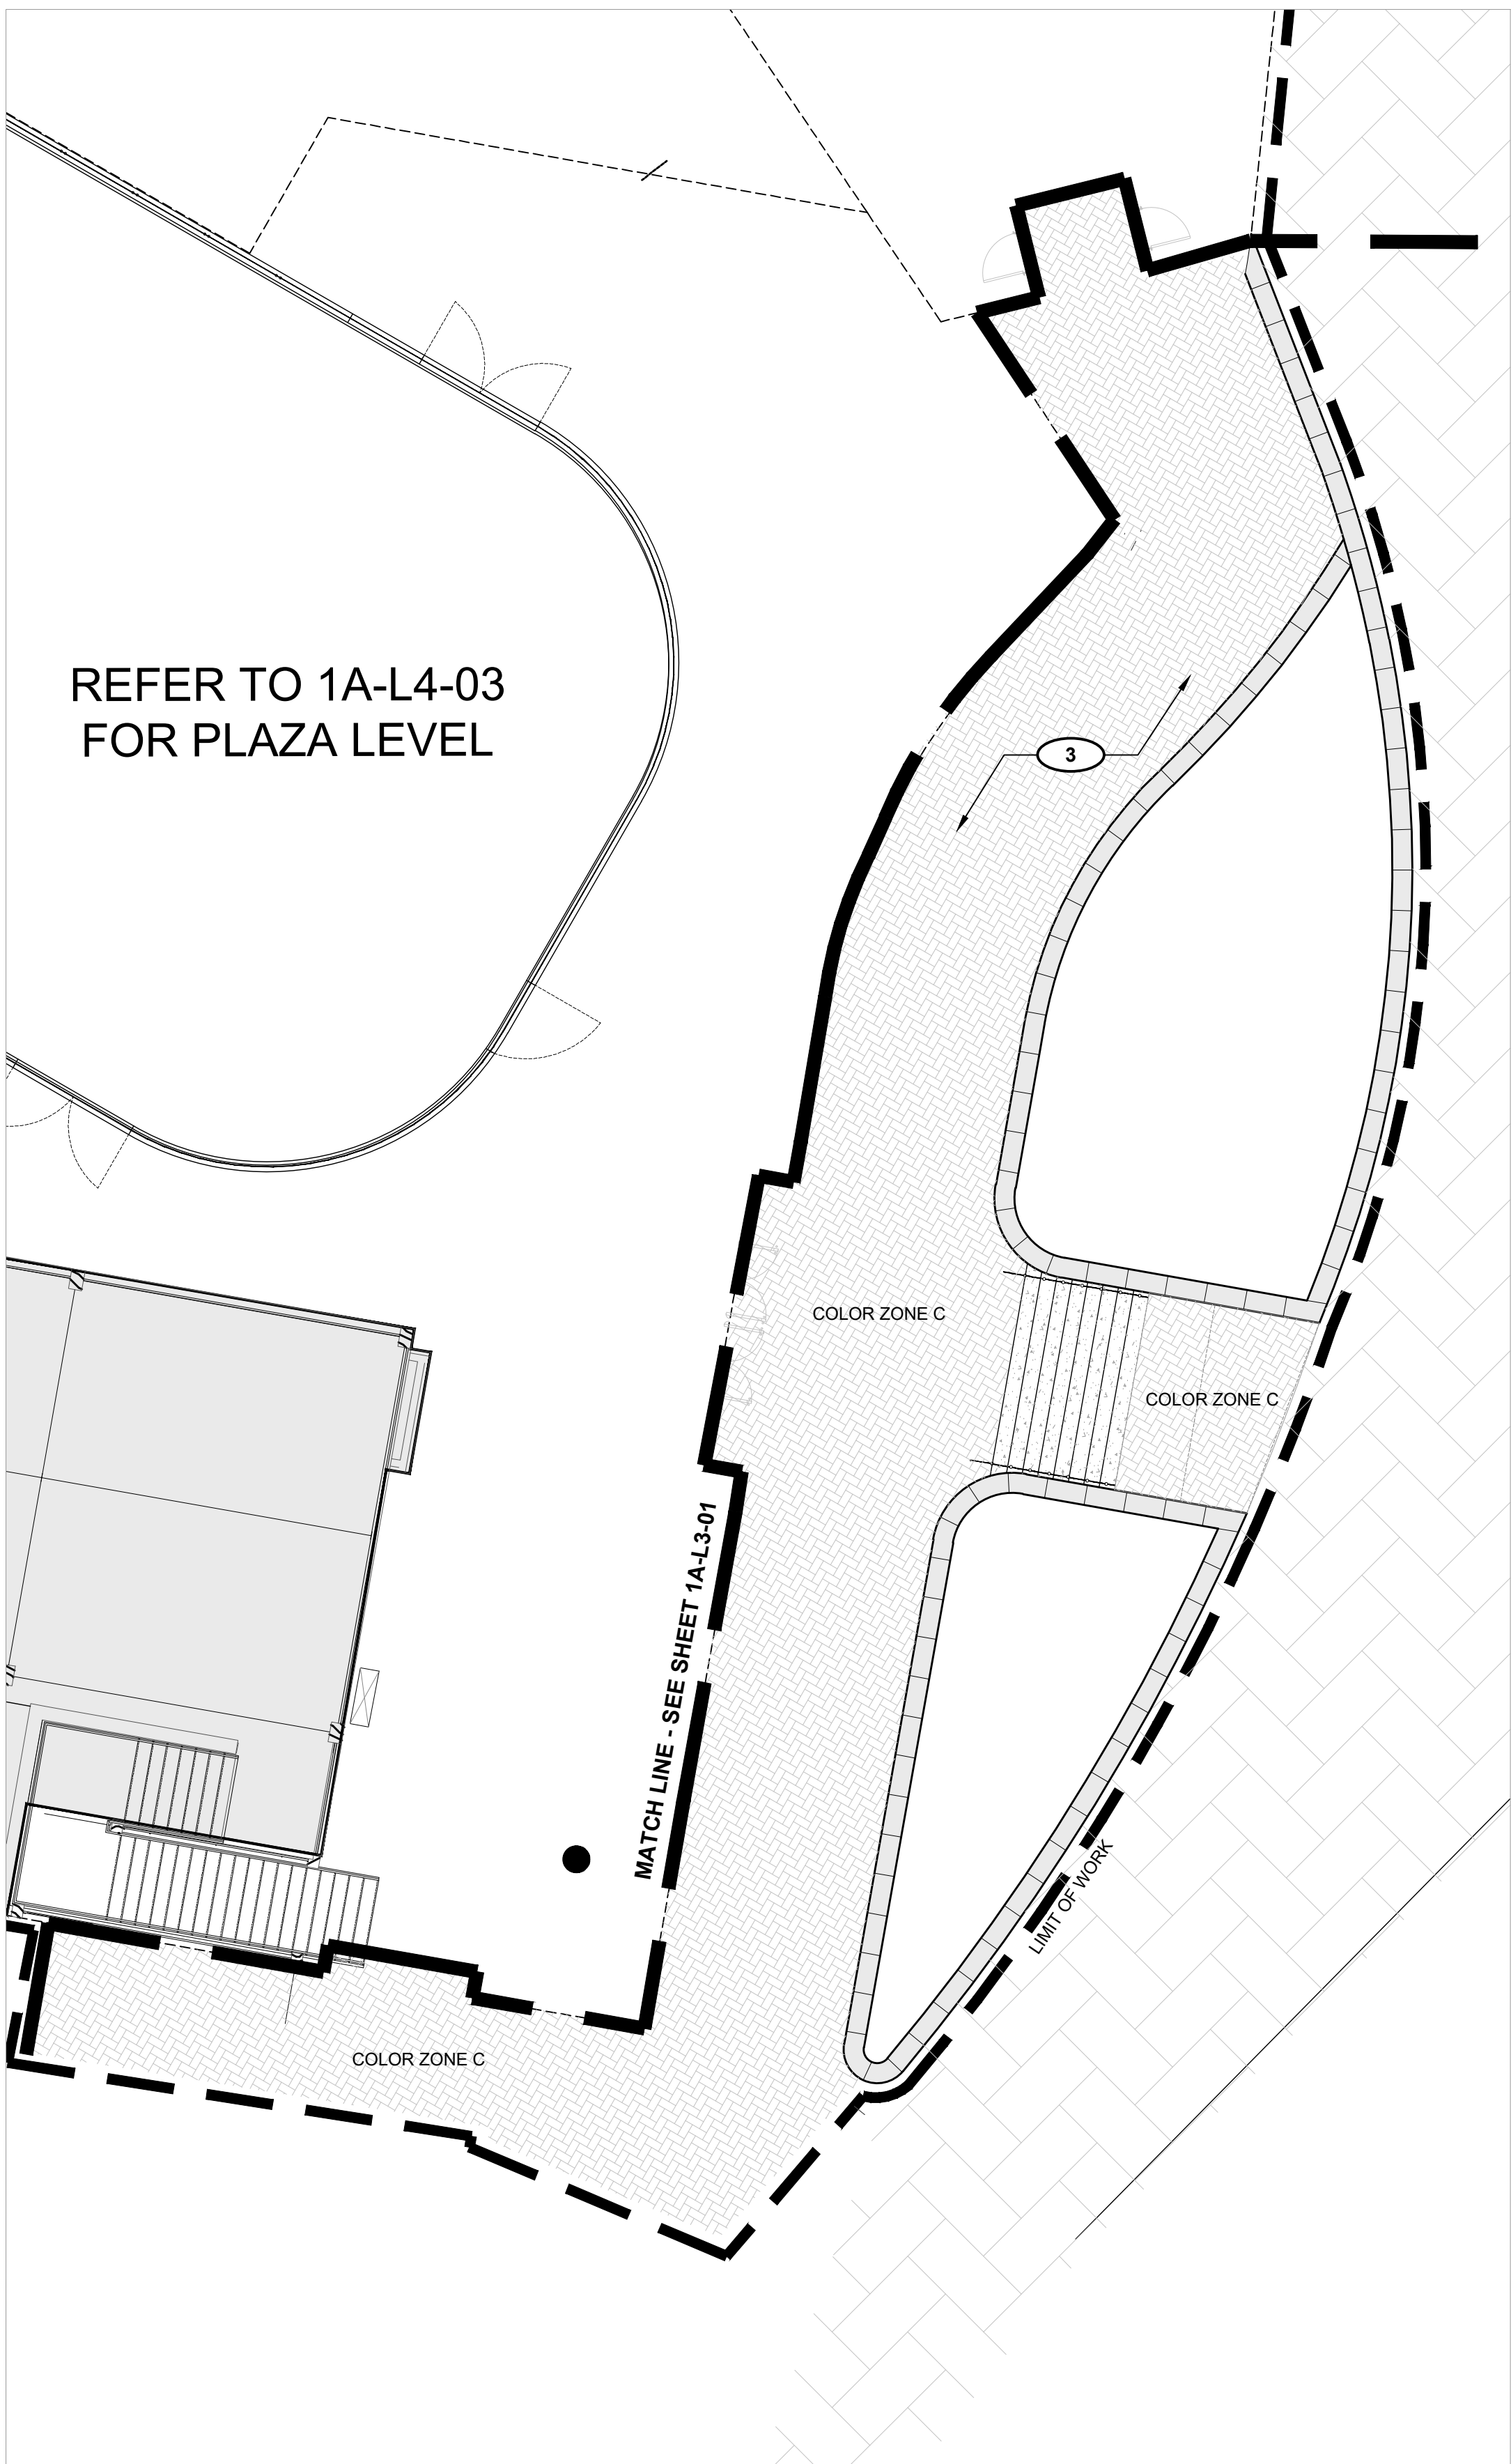 REFER TO 1A-L4-03
FOR PLAZA LEVEL
3
COLOR ZONE C
COLOR ZONE C
MATCH LINE - SEE SHEET 1A-L3-01
LIMIT OF WORK
COLOR ZONE C